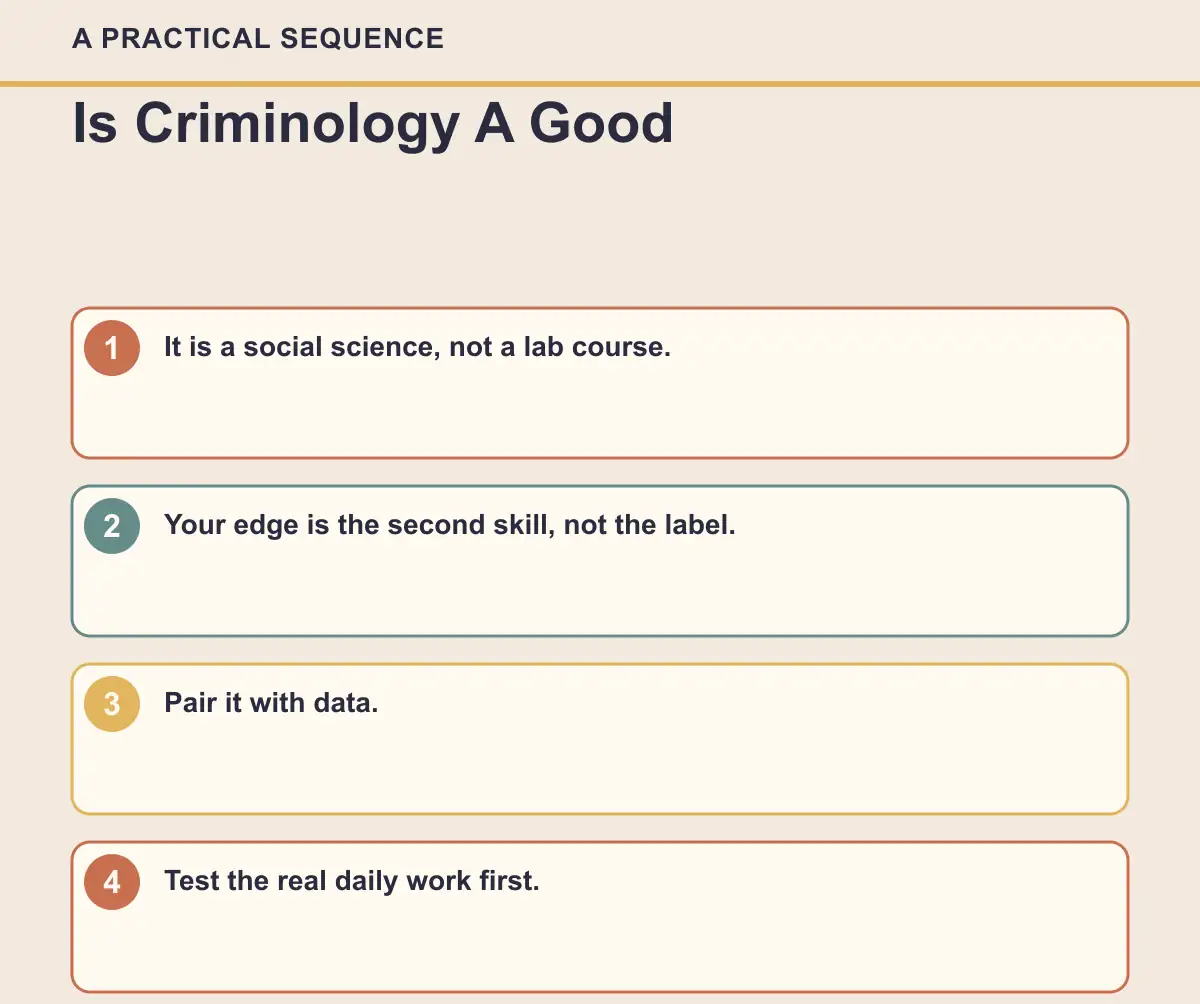 A PRACTICAL SEQUENCE
Is Criminology A Good
1
It is a social science, not a lab course.
2
Your edge is the second skill, not the label.
3
Pair it with data.
4
Test the real daily work first.